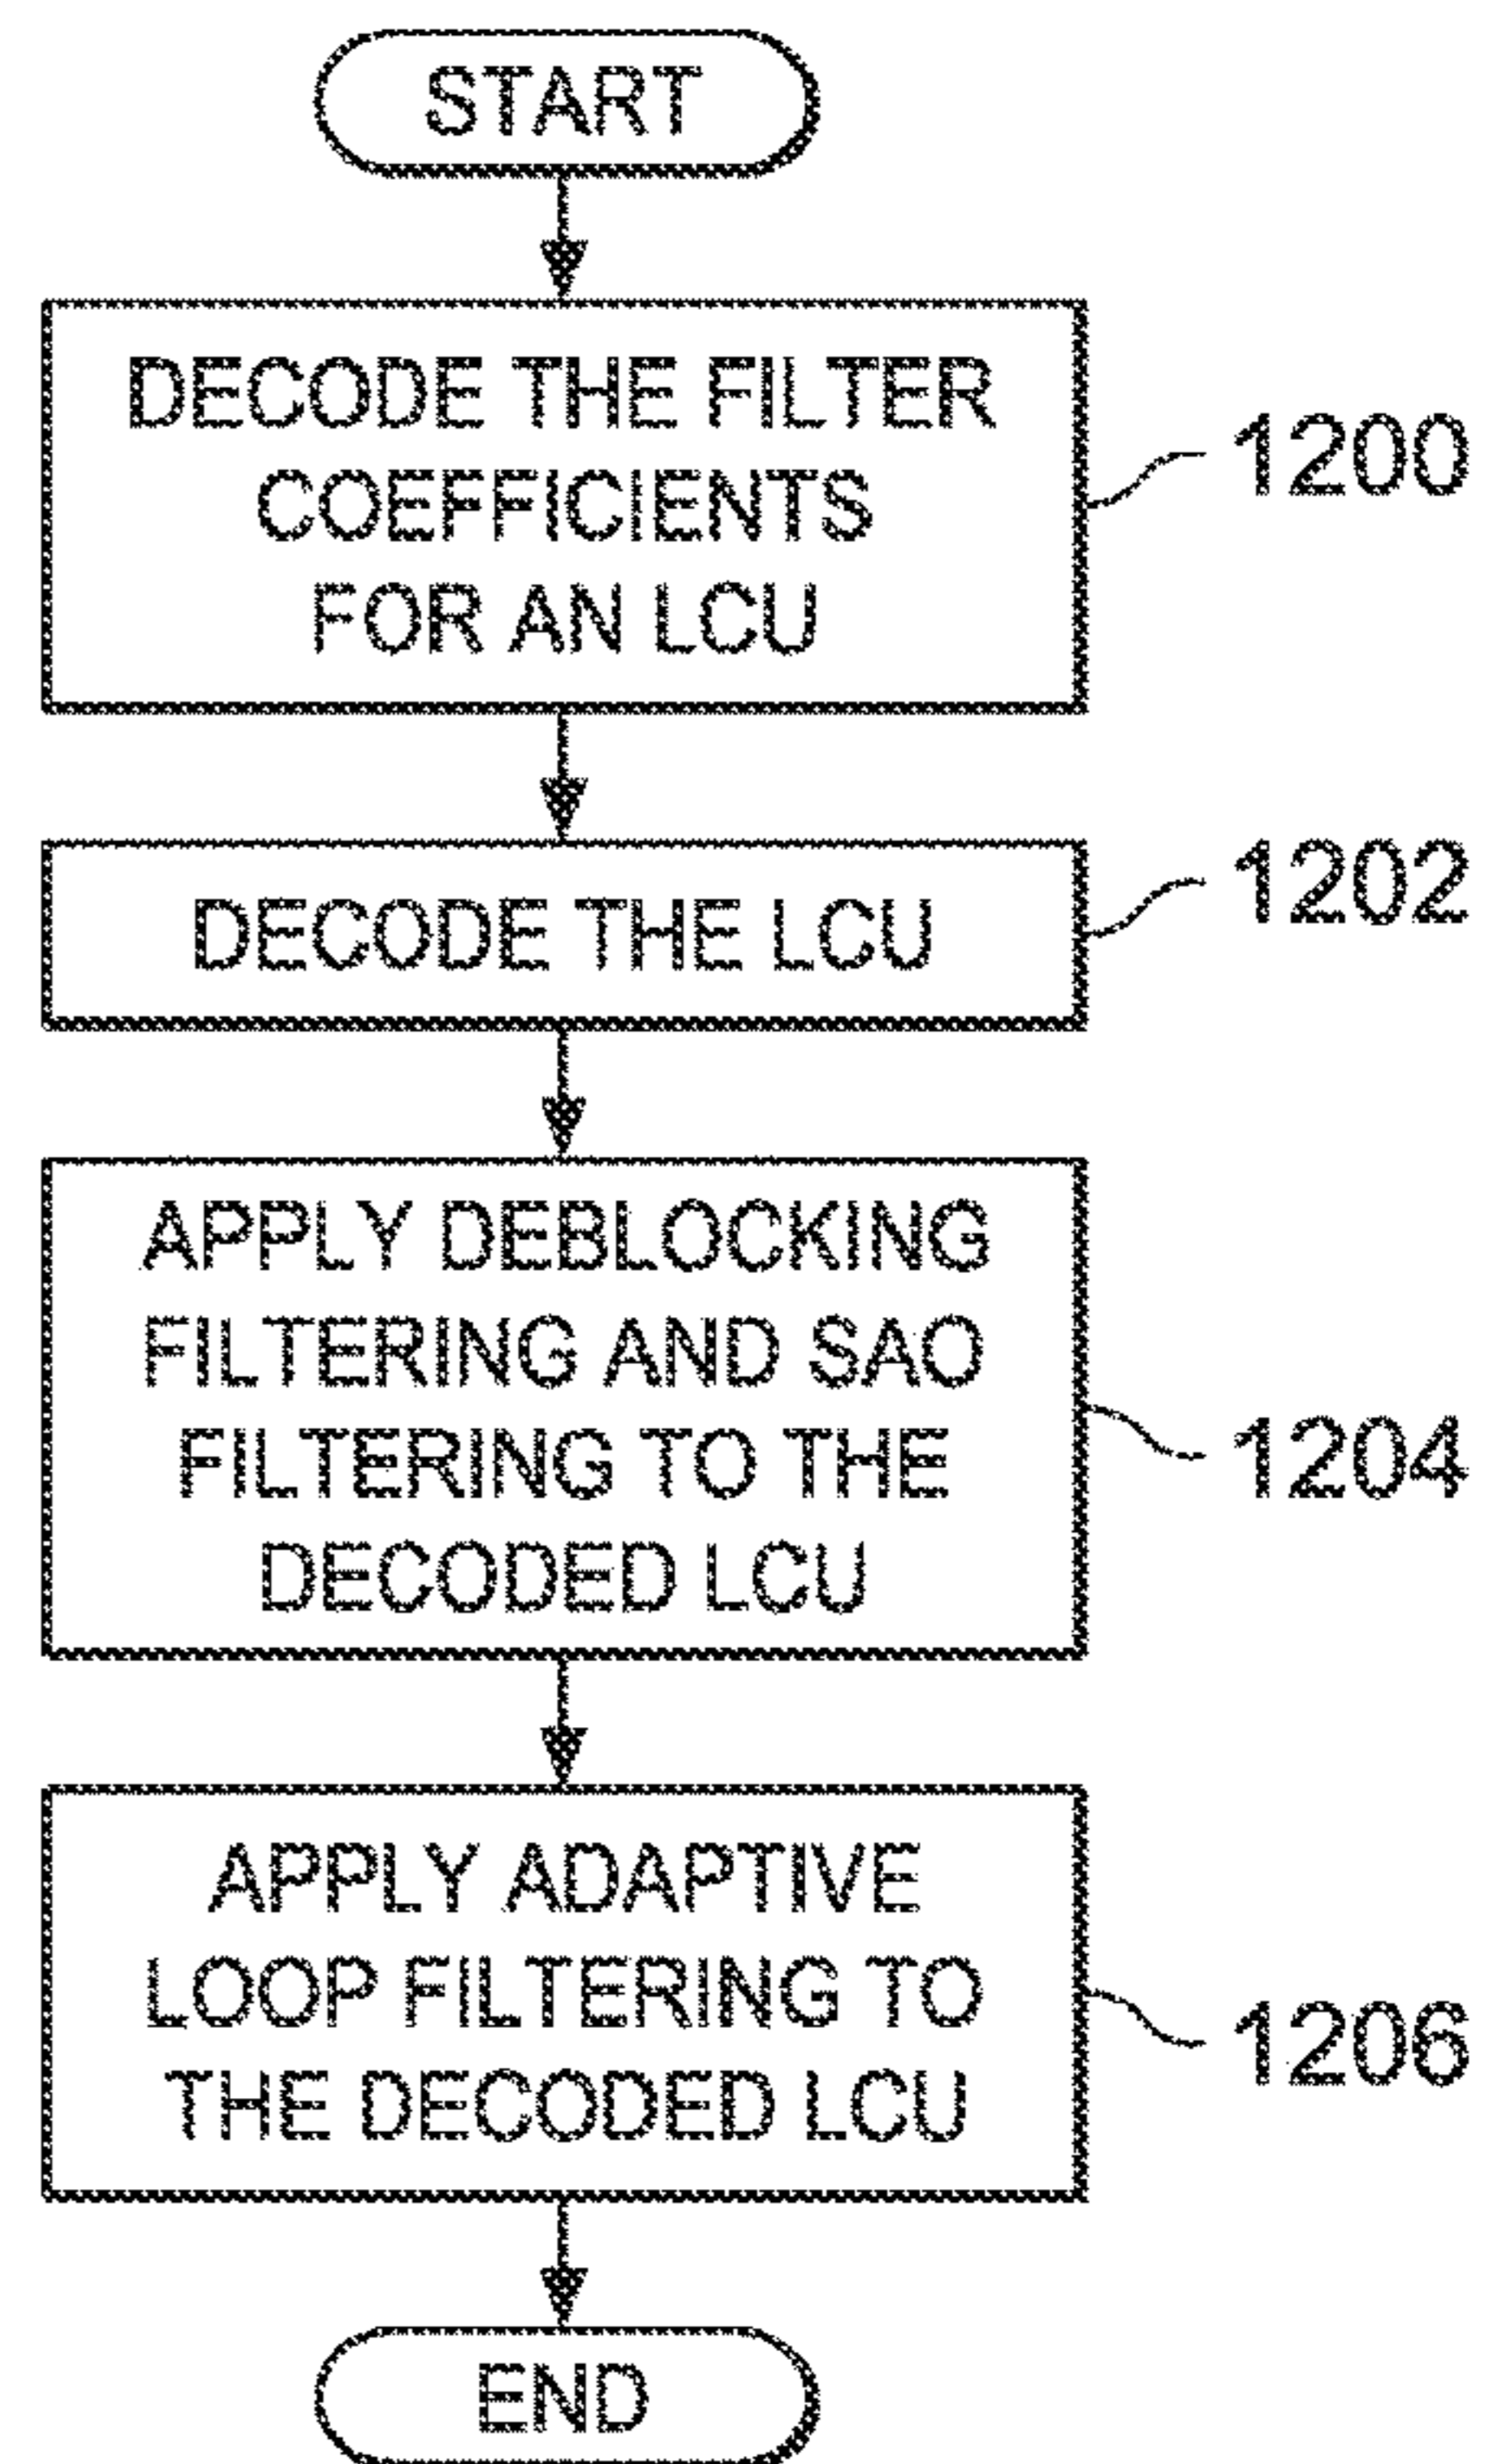 START
DECODE THE FILTER
COEFFICIENTS
FOR AN LCU
1200
DECODE THE LCU
1202
APPLY DEBLOCKING
FILTERING AND SAO
FILTERING TO THE
DECODED LCU
1204
APPLY ADAPTIVE
LOOP FILTERING TO
THE DECODED LCU
1206
END